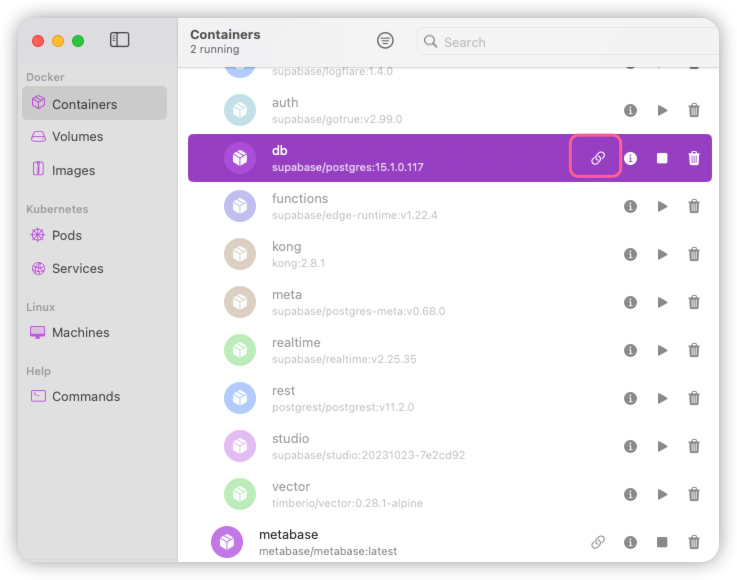 Containers
2 running
Search
Docker
Containers
Volumes
Images
Kubernetes
Pods
Services
Linux
Machines
Help
Commands
supabase/logflare:1.4.0
auth
supabase/gotrue:v2.99.0
db
supabase/postgres:15.1.0.117
functions
supabase/edge-runtime:v1.22.4
kong
kong:2.8.1
meta
supabase/postgres-meta:v0.68.0
realtime
supabase/realtime:v2.25.35
rest
postgrest/postgrest:v11.2.0
studio
supabase/studio:20231023-7e2cd92
vector
timberio/vector:0.28.1-alpine
metabase
metabase/metabase:latest